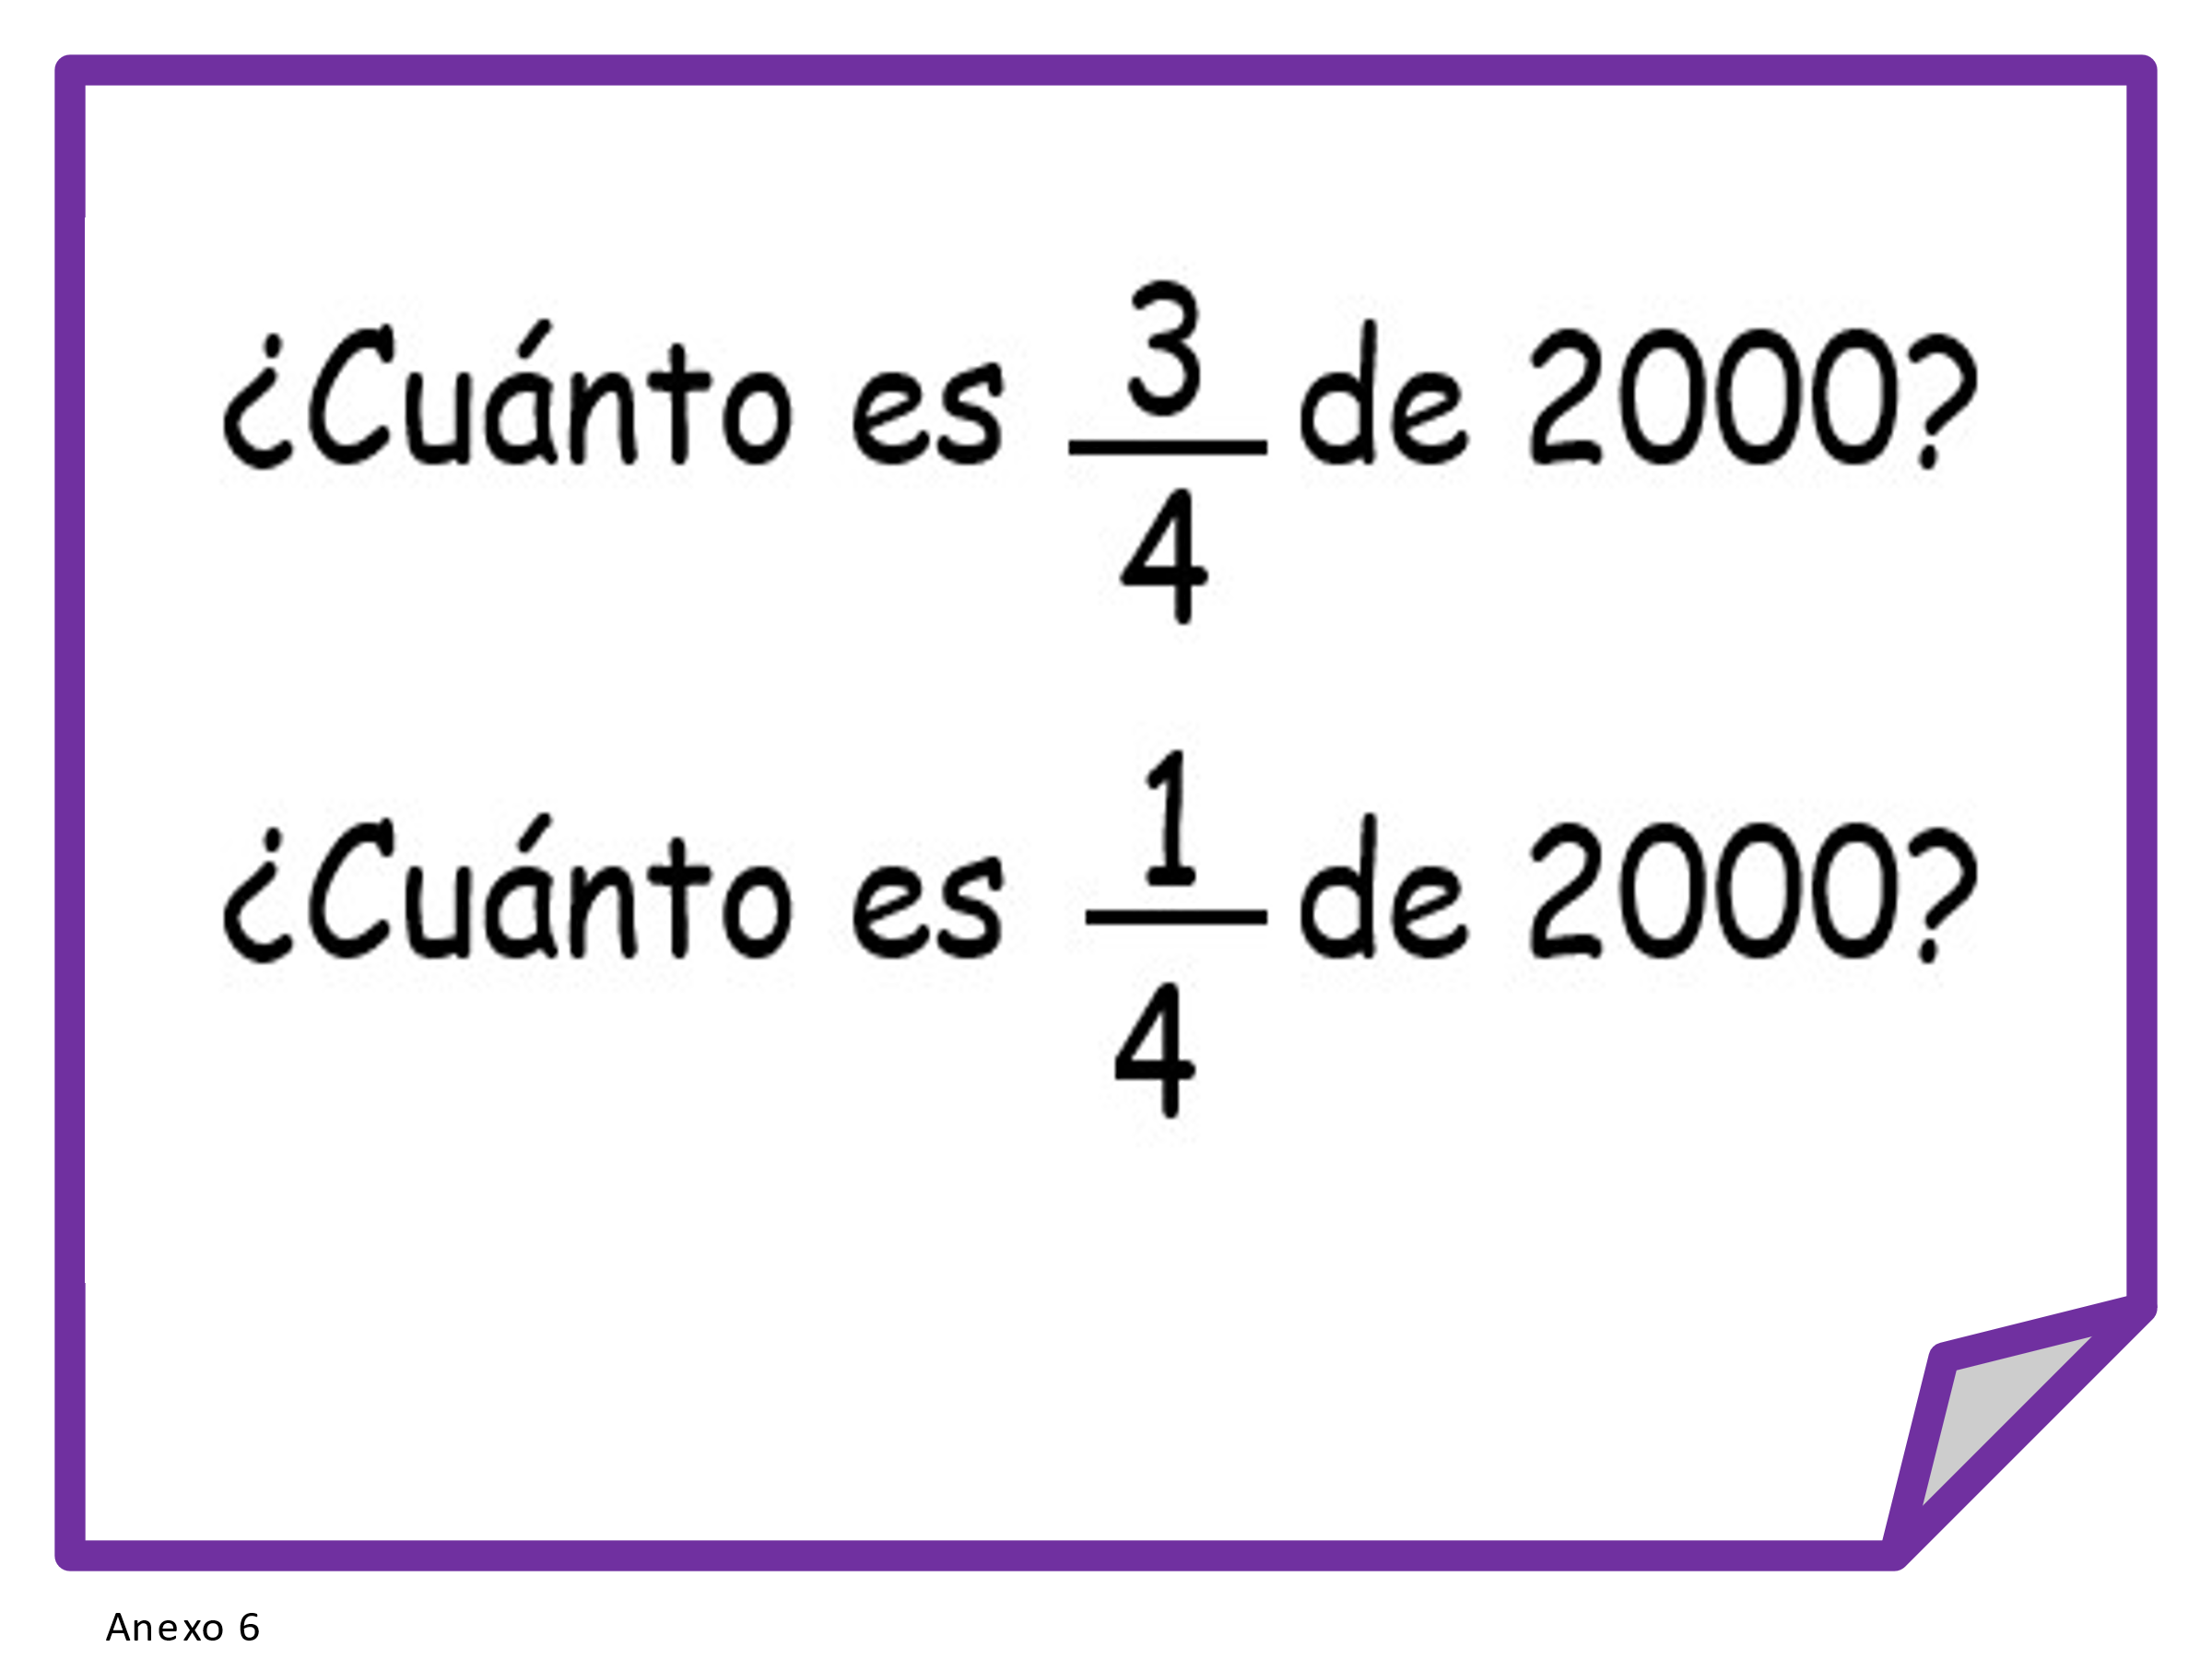 ¿Cuánto es 3/4 de 2000?
¿Cuánto es 1/4 de 2000?
Anexo 6